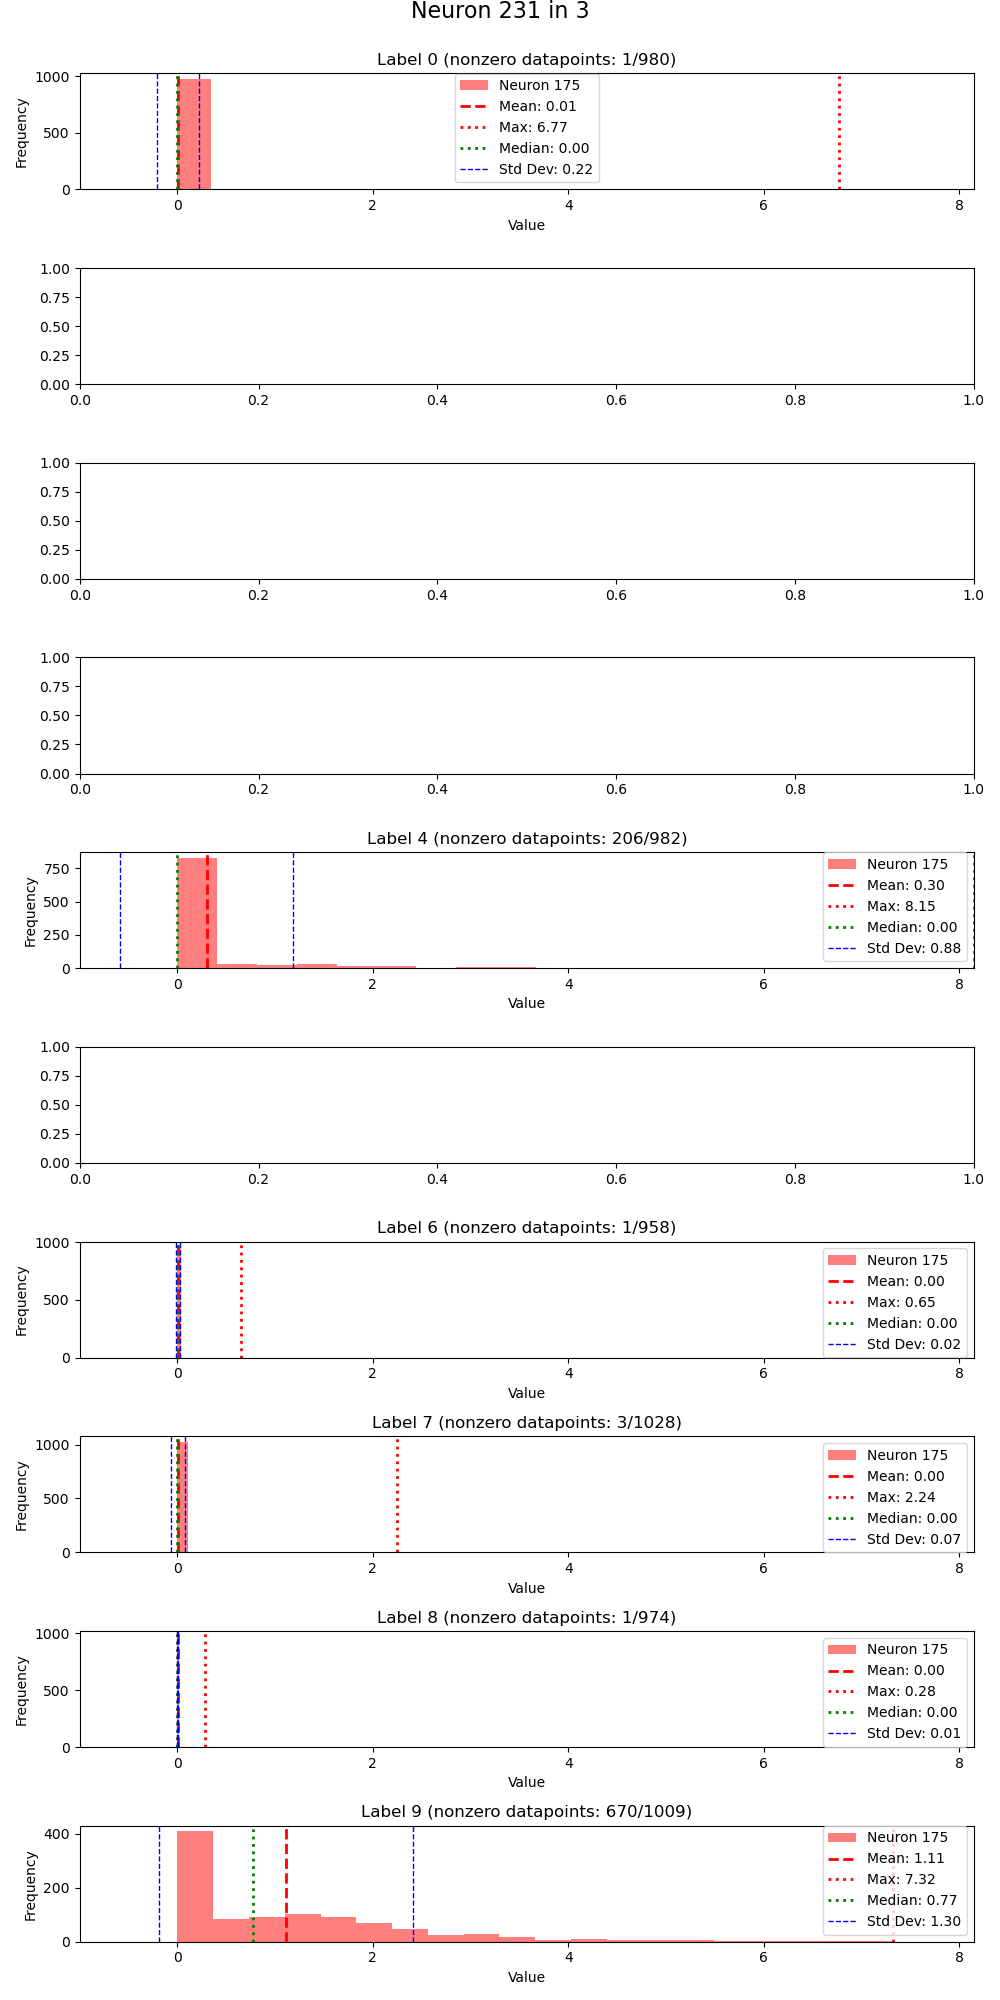 Neuron 231 in 3
Label 0 (nonzero datapoints: 1/980)
1000
500
0
Frequency
Neuron 175
Mean: 0.01
Max: 6.77
Median: 0.00
Std Dev: 0.22
0 2 4 6 8
Value
1.00
0.75
0.50
0.25
0.00
0.0 0.2 0.4 0.6 0.8 1.0
1.00
0.75
0.50
0.25
0.00
0.0 0.2 0.4 0.6 0.8 1.0
1.00
0.75
0.50
0.25
0.00
0.0 0.2 0.4 0.6 0.8 1.0
Label 4 (nonzero datapoints: 206/982)
750
500
250
0
Frequency
Neuron 175
Mean: 0.30
Max: 8.15
Median: 0.00
Std Dev: 0.88
0 2 4 6 8
Value
1.00
0.75
0.50
0.25
0.00
0.0 0.2 0.4 0.6 0.8 1.0
Label 6 (nonzero datapoints: 1/958)
1000
500
0
Frequency
Neuron 175
Mean: 0.00
Max: 0.65
Median: 0.00
Std Dev: 0.02
0 2 4 6 8
Value
Label 7 (nonzero datapoints: 3/1028)
1000
500
0
Frequency
Neuron 175
Mean: 0.00
Max: 2.24
Median: 0.00
Std Dev: 0.07
0 2 4 6 8
Value
Label 8 (nonzero datapoints: 1/974)
1000
500
0
Frequency
Neuron 175
Mean: 0.00
Max: 0.28
Median: 0.00
Std Dev: 0.01
0 2 4 6 8
Value
Label 9 (nonzero datapoints: 670/1009)
400
200
0
Frequency
Neuron 175
Mean: 1.11
Max: 7.32
Median: 0.77
Std Dev: 1.30
0 2 4 6 8
Value